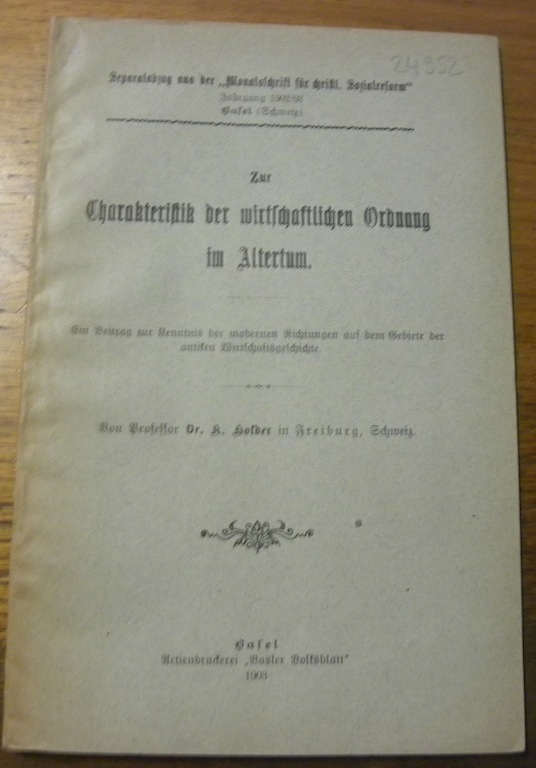 24952
Separatabzug aus der „Monatsschrift für christl. Sozialreform“
Jahrgang 1902/03
Basel (Schweiz)
Zur
Charakteristik der wirtschaftlichen Ordnung
im Altertum.
Ein Beitrag zur Kenntnis der modernen Richtungen auf dem Gebiete der
antiken Wirtschaftsgeschichte.
Von Professor Dr. K. Holder in Freiburg, Schweiz.
Basel
Actiendruckerei „Basler Volksblatt“
1903